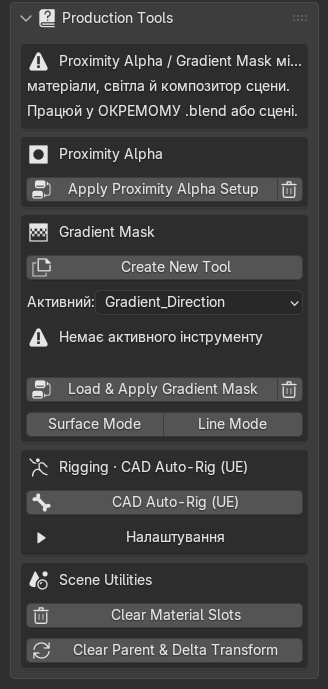 Production Tools
Proximity Alpha / Gradient Mask мі...
матеріали, світла й композитор сцени.
Працюй у ОКРЕМОМУ .blend або сцені.
Proximity Alpha
Apply Proximity Alpha Setup
Gradient Mask
Create New Tool
Активний: Gradient_Direction
Немає активного інструменту
Load & Apply Gradient Mask
Surface Mode Line Mode
Rigging · CAD Auto-Rig (UE)
CAD Auto-Rig (UE)
Налаштування
Scene Utilities
Clear Material Slots
Clear Parent & Delta Transform